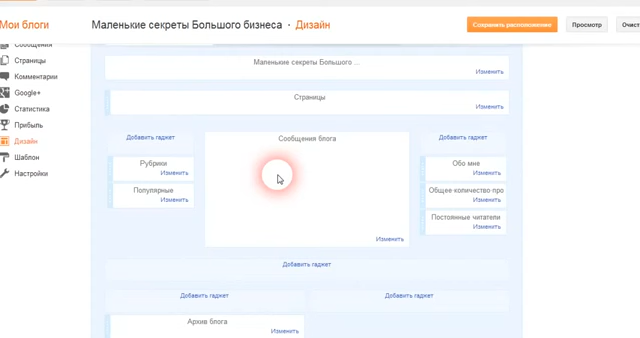 Мои блоги
Маленькие секреты Большого бизнеса · Дизайн
Сохранить расположение
Просмотр
Очист
Сообщения
Страницы
Комментарии
Google+
Статистика
Прибыль
Дизайн
Шаблон
Настройки
Маленькие секреты Большого ...
Изменить
Страницы
Изменить
Добавить гаджет
Рубрики
Изменить
Популярные
Изменить
Сообщения блога
Изменить
Добавить гаджет
Обо мне
Изменить
Общее количество про
Изменить
Постоянные читатели
Изменить
Добавить гаджет
Добавить гаджет
Добавить гаджет
Архив блога
Изменить